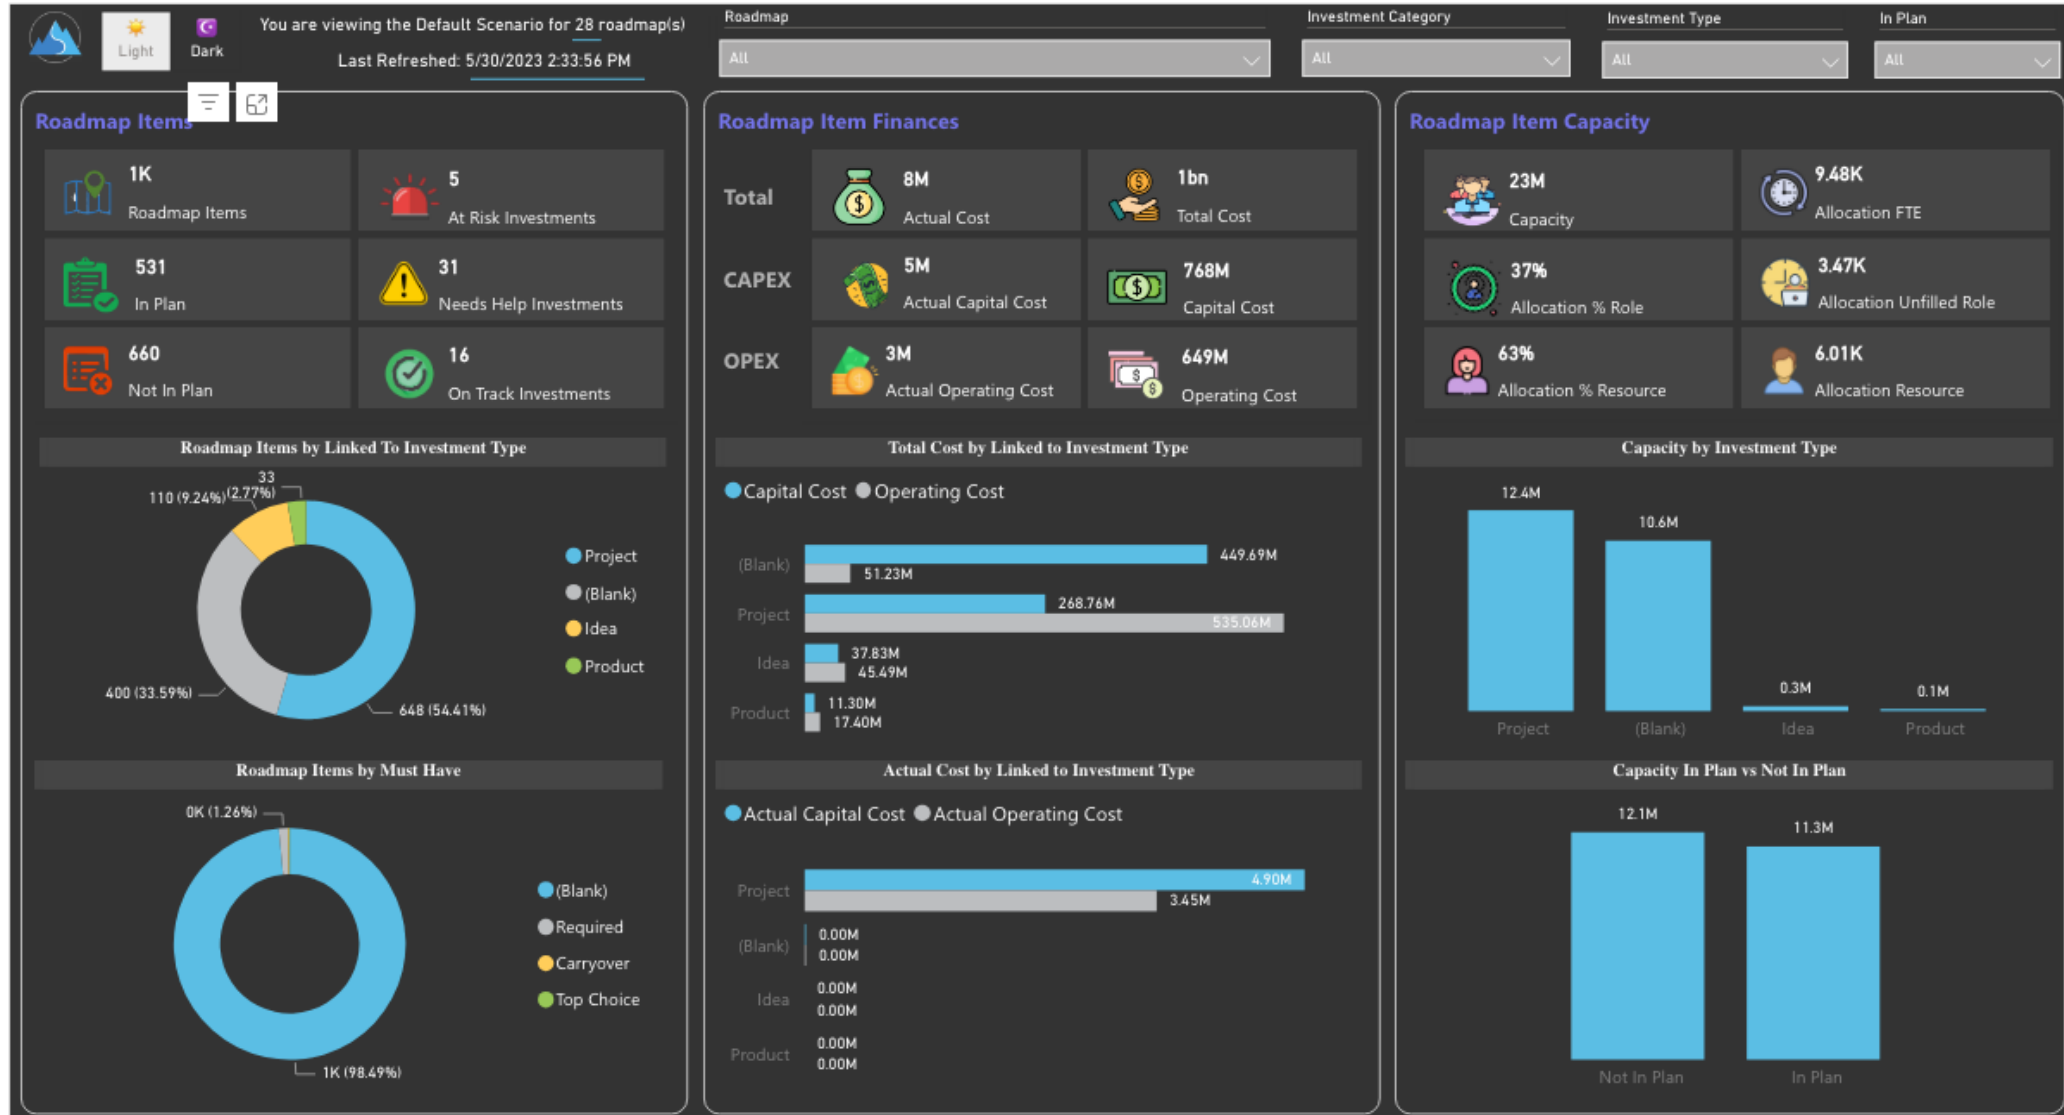 Light
Dark
You are viewing the Default Scenario for 28 roadmap(s)
Last Refreshed: 5/30/2023 2:33:56 PM
Roadmap
All
Investment Category
All
Investment Type
All
In Plan
All
Roadmap Items
1K
Roadmap Items
5
At Risk Investments
531
In Plan
31
Needs Help Investments
660
Not In Plan
16
On Track Investments
Roadmap Items by Linked To Investment Type
33
(2.77%)
110 (9.24%)
400 (33.59%)
648 (54.41%)
Project
(Blank)
Idea
Product
Roadmap Items by Must Have
0K (1.26%)
1K (98.49%)
(Blank)
Required
Carryover
Top Choice
Roadmap Item Finances
Total
8M
Actual Cost
1bn
Total Cost
CAPEX
5M
Actual Capital Cost
768M
Capital Cost
OPEX
3M
Actual Operating Cost
649M
Operating Cost
Total Cost by Linked to Investment Type
Capital Cost Operating Cost
(Blank)
449.69M
51.23M
Project
268.76M
535.06M
Idea
37.83M
45.49M
Product
11.30M
17.40M
Actual Cost by Linked to Investment Type
Actual Capital Cost Actual Operating Cost
Project
4.90M
3.45M
(Blank)
0.00M
0.00M
Idea
0.00M
0.00M
Product
0.00M
0.00M
Roadmap Item Capacity
23M
Capacity
9.48K
Allocation FTE
37%
Allocation % Role
3.47K
Allocation Unfilled Role
63%
Allocation % Resource
6.01K
Allocation Resource
Capacity by Investment Type
12.4M
10.6M
0.3M
0.1M
Project
(Blank)
Idea
Product
Capacity In Plan vs Not In Plan
12.1M
11.3M
Not In Plan
In Plan